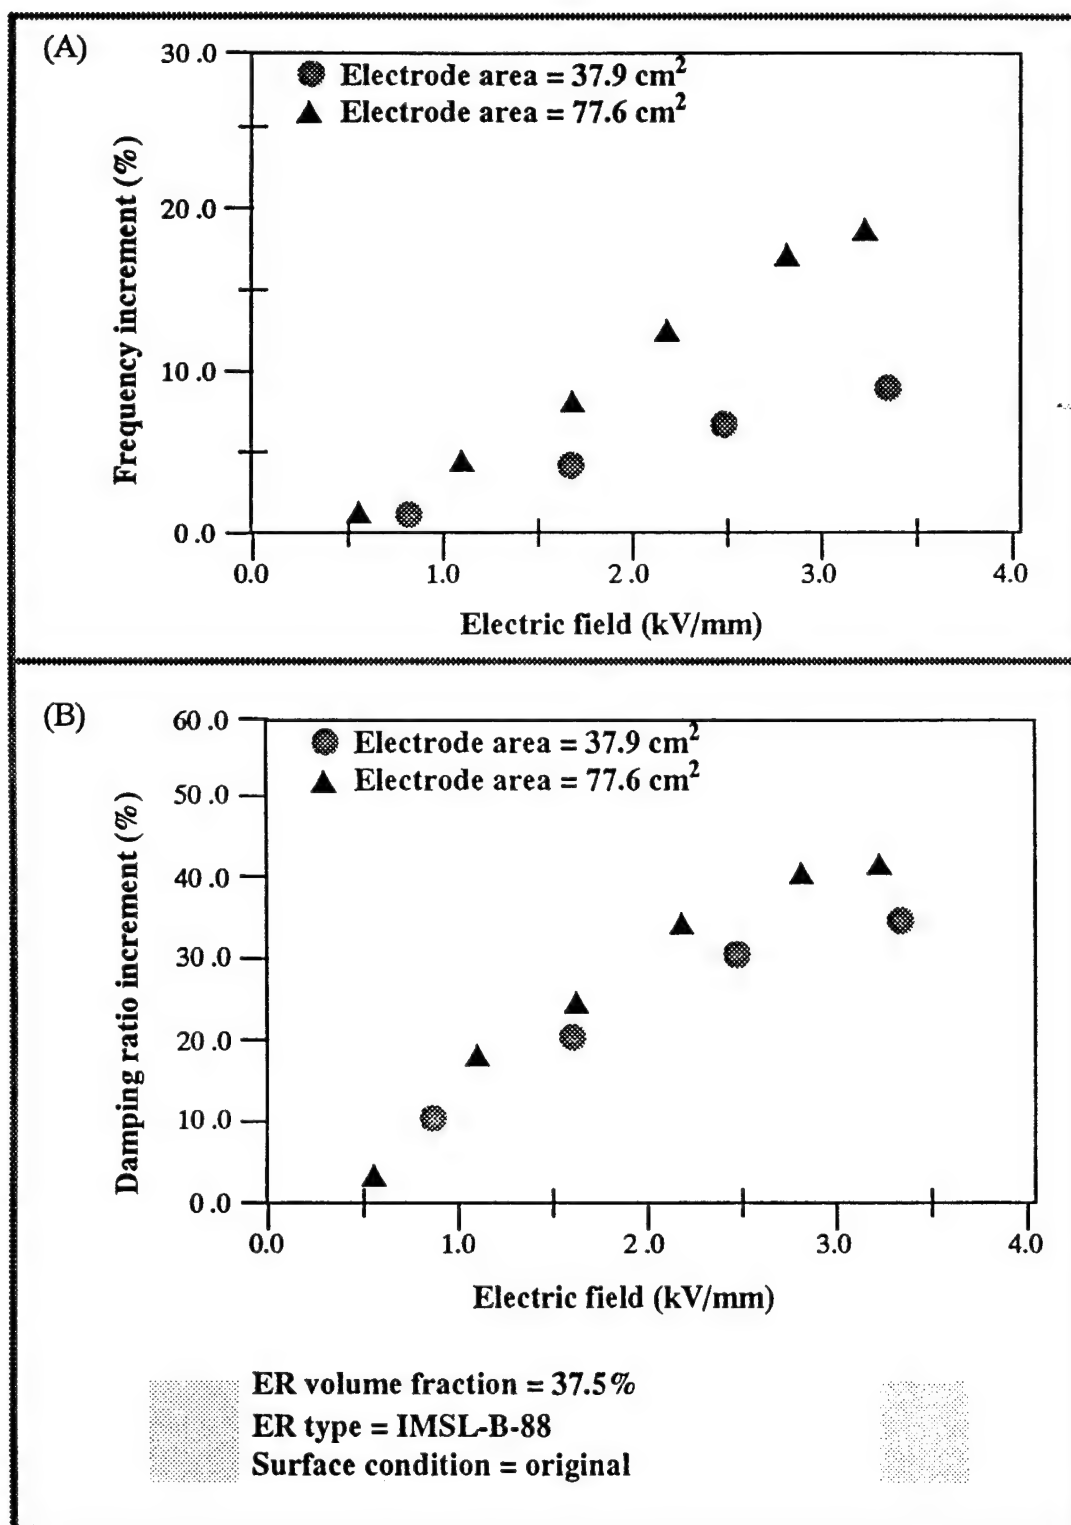 (A)
30.0
Electrode area = 37.9 cm²
Electrode area = 77.6 cm²
20.0
10.0
0.0
Frequency increment (%)
0.0 1.0 2.0 3.0 4.0
Electric field (kV/mm)
(B)
60.0
Electrode area = 37.9 cm²
Electrode area = 77.6 cm²
50.0
40.0
30.0
20.0
10.0
0.0
Damping ratio increment (%)
0.0 1.0 2.0 3.0 4.0
Electric field (kV/mm)
ER volume fraction = 37.5%
ER type = IMSL-B-88
Surface condition = original